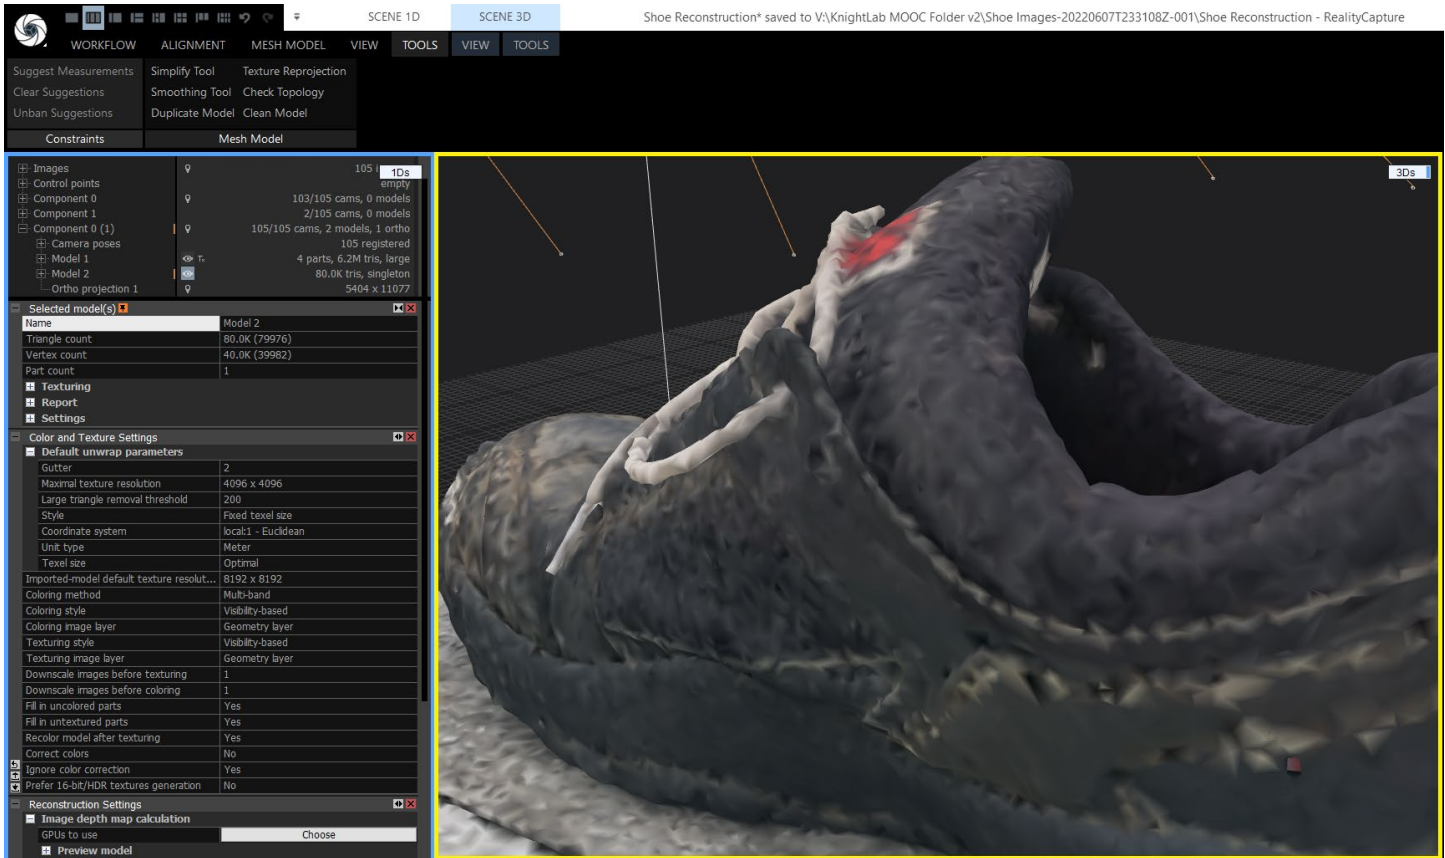 SCENE 1D SCENE 3D Shoe Reconstruction* saved to V:\KnightLab MOOC Folder v2\Shoe Images-20220607T233108Z-001\Shoe Reconstruction - RealityCapture
WORKFLOW ALIGNMENT MESH MODEL VIEW TOOLS VIEW TOOLS
Suggest Measurements Simplify Tool Texture Reprojection
Clear Suggestions Smoothing Tool Check Topology
Unban Suggestions Duplicate Model Clean Model
Constraints Mesh Model
Images 105 1Ds 3Ds
Control points empty
Component 0 103/105 cams, 0 models
Component 1 2/105 cams, 0 models
Component 0 (1) 105/105 cams, 2 models, 1 ortho
Camera poses 105 registered
Model 1 4 parts, 6.2M tris, large
Model 2 80.0K tris, singleton
Ortho projection 1 5404 x 11077
Selected model(s)
Name Model 2
Triangle count 80.0K (79976)
Vertex count 40.0K (39982)
Part count 1
Texturing
Report
Settings
Color and Texture Settings
Default unwrap parameters
Gutter 2
Maximal texture resolution 4096 x 4096
Large triangle removal threshold 200
Style Fixed texel size
Coordinate system local:1 - Euclidean
Unit type Meter
Texel size Optimal
Imported-model default texture resolut... 8192 x 8192
Coloring method Multi-band
Coloring style Visibility-based
Coloring image layer Geometry layer
Texturing style Visibility-based
Texturing image layer Geometry layer
Downscale images before texturing 1
Downscale images before coloring 1
Fill in uncolored parts Yes
Fill in untextured parts Yes
Recolor model after texturing Yes
Correct colors No
Ignore color correction Yes
Prefer 16-bit/HDR textures generation No
Reconstruction Settings
Image depth map calculation
GPUs to use Choose
Preview model